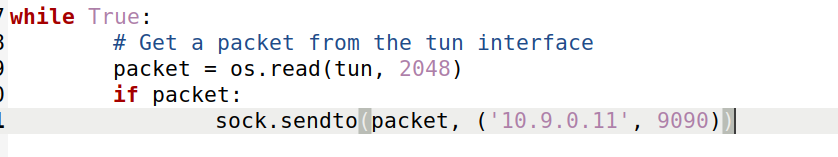 while True:
# Get a packet from the tun interface
packet = os.read(tun, 2048)
if packet:
sock.sendto(packet, ('10.9.0.11', 9090))